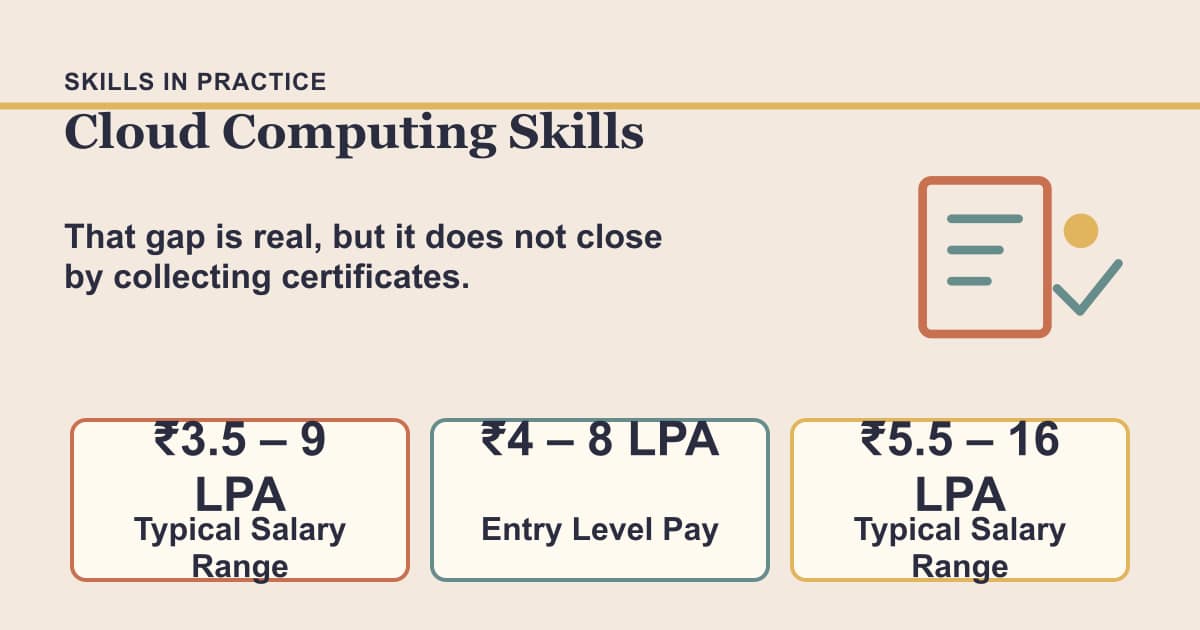 SKILLS IN PRACTICE
Cloud Computing Skills
That gap is real, but it does not close
by collecting certificates.
₹3.5 – 9
LPA
Typical Salary
Range
₹4 – 8 LPA
Entry Level Pay
₹5.5 – 16
LPA
Typical Salary
Range